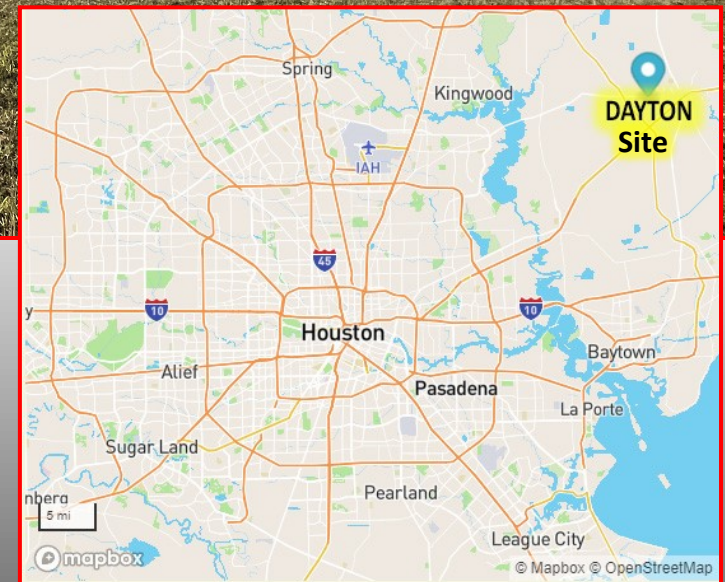 Spring
Kingwood
DAYTON
Site
IAH
45
10
10
y
Houston
Baytown
Alief
Pasadena
La Porte
Sugar Land
Pearland
nberg
5 mi
League City
mapbox
© Mapbox © OpenStreetMap